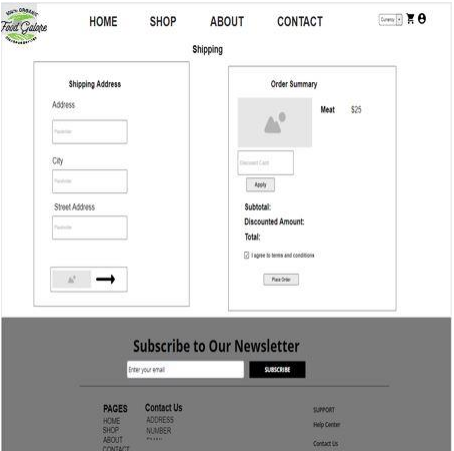 100% ORGANIC
Food Galore
HOME SHOP ABOUT CONTACT
Currency
Shipping
Shipping Address
Address
Placeholder
City
Placeholder
Street Address
Placeholder
Order Summary
Meat $25
Discount Card
Apply
Subtotal:
Discounted Amount:
Total:
I agree to terms and conditions
Place Order
Subscribe to Our Newsletter
Enter your email
SUBSCRIBE
PAGES
HOME
SHOP
ABOUT
CONTACT
Contact Us
ADDRESS
NUMBER
SUPPORT
Help Center
Contact Us